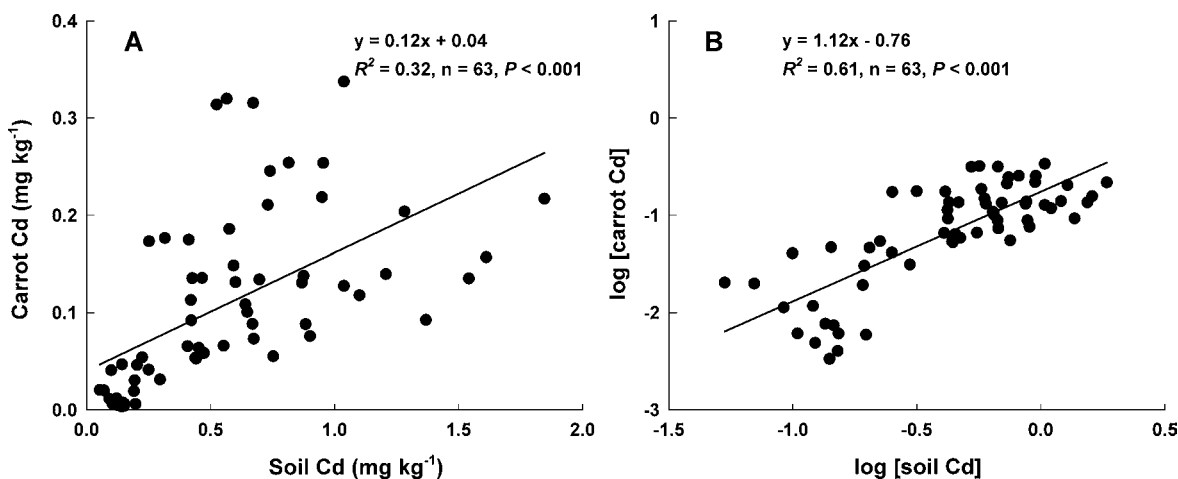 A
y = 0.12x + 0.04
R² = 0.32, n = 63, P < 0.001
Carrot Cd (mg kg⁻¹)
0.4
0.3
0.2
0.1
0.0
0.0 0.5 1.0 1.5 2.0
Soil Cd (mg kg⁻¹)
B
y = 1.12x - 0.76
R² = 0.61, n = 63, P < 0.001
log [carrot Cd]
1
0
-1
-2
-3
-1.5 -1.0 -0.5 0.0 0.5
log [soil Cd]